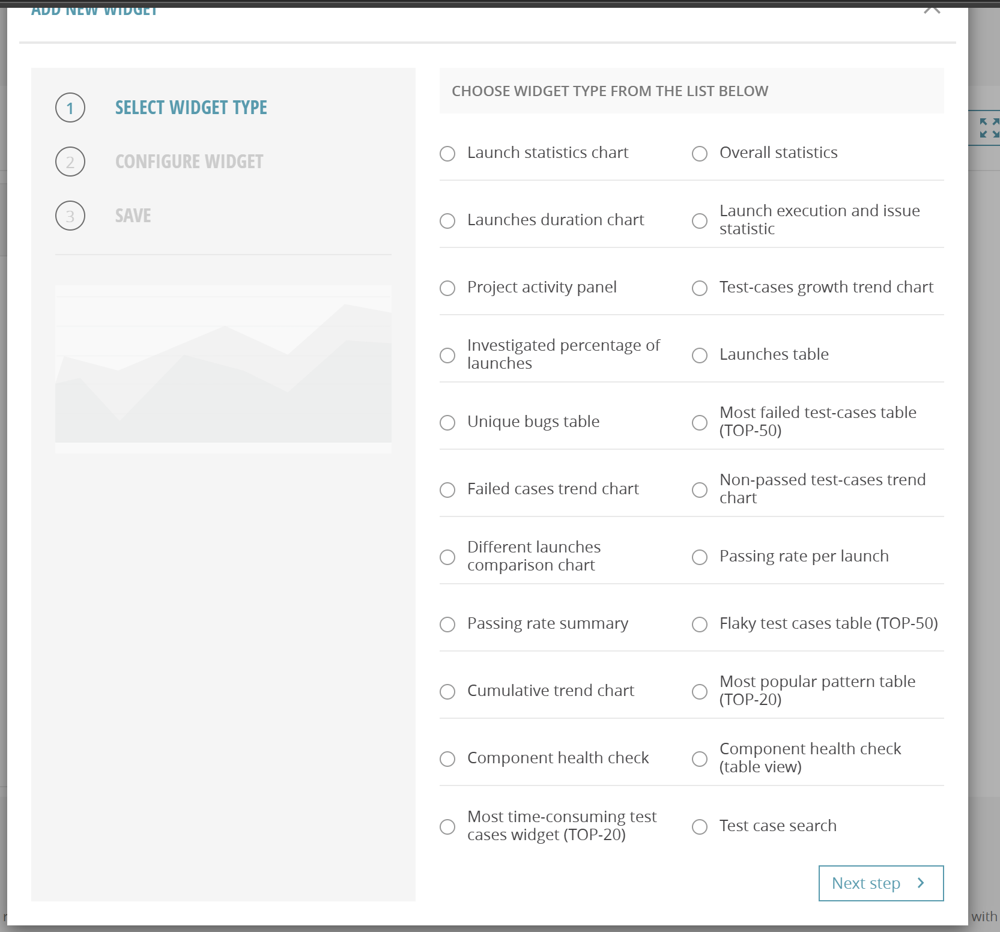 ADD NEW WIDGET
1 SELECT WIDGET TYPE
2 CONFIGURE WIDGET
3 SAVE
CHOOSE WIDGET TYPE FROM THE LIST BELOW
Launch statistics chart
Overall statistics
Launches duration chart
Launch execution and issue
statistic
Project activity panel
Test-cases growth trend chart
Investigated percentage of
launches
Launches table
Unique bugs table
Most failed test-cases table
(TOP-50)
Failed cases trend chart
Non-passed test-cases trend
chart
Different launches
comparison chart
Passing rate per launch
Passing rate summary
Flaky test cases table (TOP-50)
Cumulative trend chart
Most popular pattern table
(TOP-20)
Component health check
Component health check
(table view)
Most time-consuming test
cases widget (TOP-20)
Test case search
Next step
with